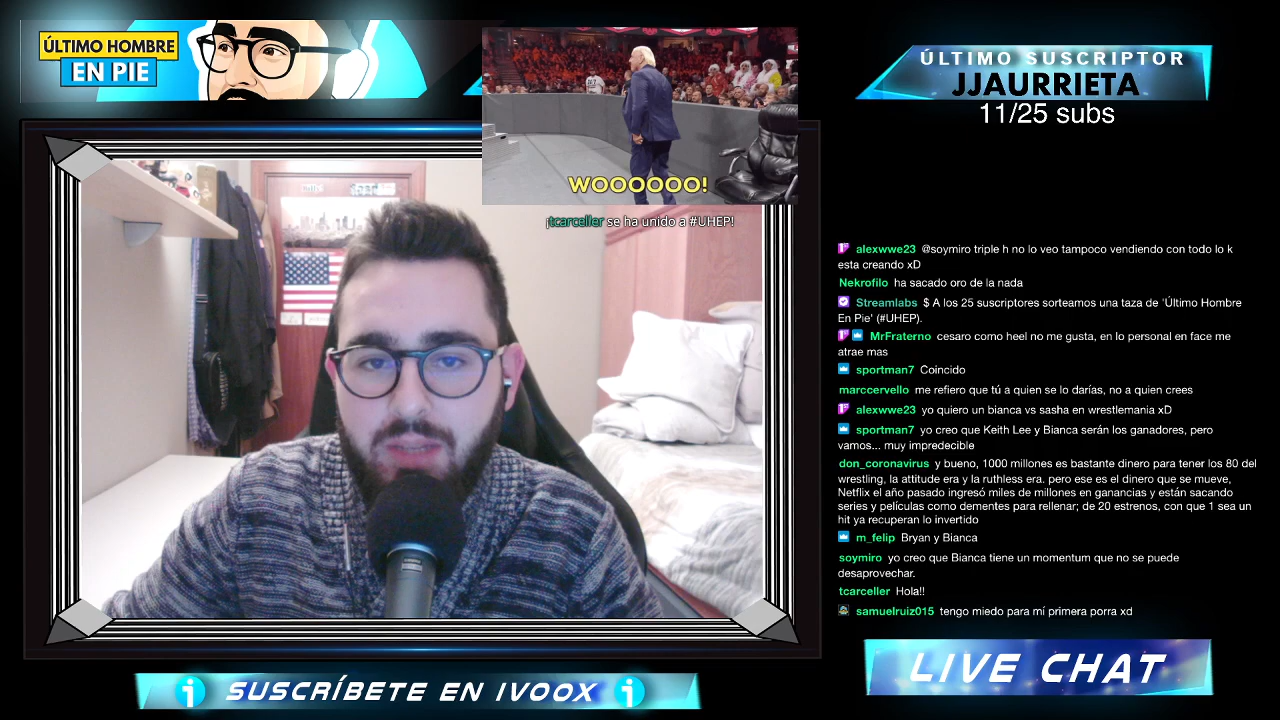 ÚLTIMO HOMBRE
EN PIE
WOOOOOO!
¡tcarceller se ha unido a #UHEP!
ÚLTIMO SUSCRIPTOR
JJAURRIETA
11/25 subs
alexwwe23 @soymiro triple h no lo veo tampoco vendiendo con todo lo k
esta creando xD
Nekrofilo ha sacado oro de la nada
Streamlabs $ A los 25 suscriptores sorteamos una taza de 'Último Hombre
En Pie' (#UHEP).
MrFraterno cesaro como heel no me gusta, en lo personal en face me
atrae mas
sportman7 Coincido
marccervello me refiero que tú a quien se lo darías, no a quien crees
alexwwe23 yo quiero un bianca vs sasha en wrestlemania xD
sportman7 yo creo que Keith Lee y Bianca serán los ganadores, pero
vamos... muy impredecible
don_coronavirus y bueno, 1000 millones es bastante dinero para tener los 80 del
wrestling, la attitude era y la ruthless era. pero ese es el dinero que se mueve,
Netflix el año pasado ingresó miles de millones en ganancias y están sacando
series y películas como dementes para rellenar; de 20 estrenos, con que 1 sea un
hit ya recuperan lo invertido
m_felip Bryan y Bianca
soymiro yo creo que Bianca tiene un momentum que no se puede
desaprovechar.
tcarceller Hola!!
samuelruiz015 tengo miedo para mí primera porra xd
LIVE CHAT
SUSCRÍBETE EN IVOOX